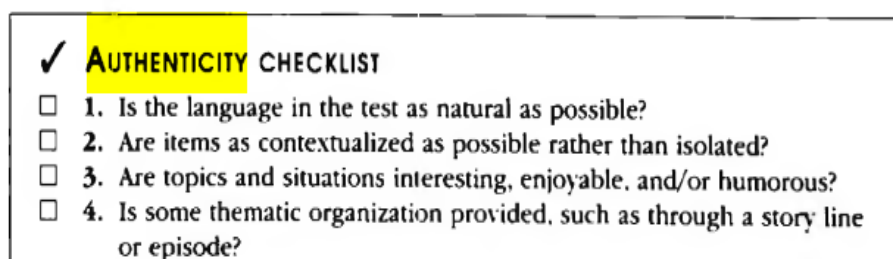 ✓ AUTHENTICITY CHECKLIST
☐ 1. Is the language in the test as natural as possible?
☐ 2. Are items as contextualized as possible rather than isolated?
☐ 3. Are topics and situations interesting, enjoyable, and/or humorous?
☐ 4. Is some thematic organization provided, such as through a story line
or episode?